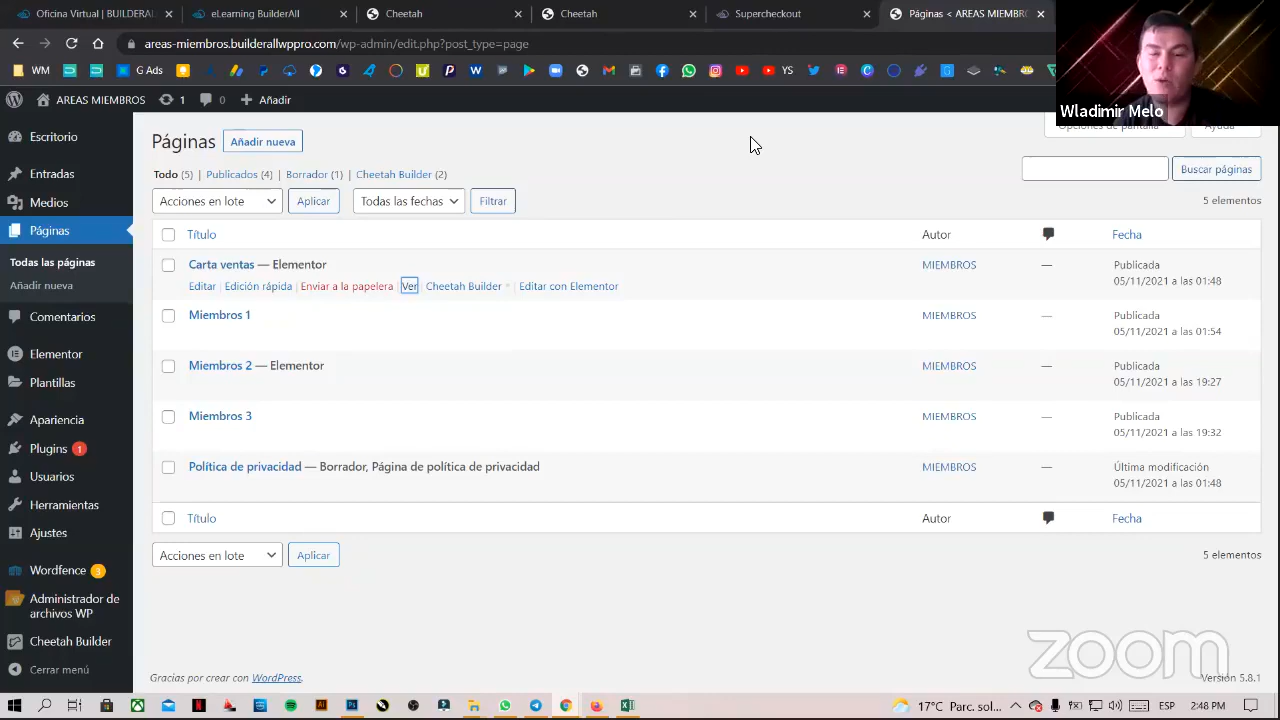 Oficina Virtual | BUILDERAL
eLearning BuilderAll
Cheetah
Cheetah
Supercheckout
Páginas < AREAS MIEMBRO
areas-miembros.builderallwppro.com/wp-admin/edit.php?post_type=page
WM
G Ads
YS
Wladimir Melo
AREAS MIEMBROS
1
0
Añadir
Escritorio
Entradas
Medios
Páginas
Todas las páginas
Añadir nueva
Comentarios
Elementor
Plantillas
Apariencia
Plugins 1
Usuarios
Herramientas
Ajustes
Wordfence 3
Administrador de
archivos WP
Cheetah Builder
Cerrar menú
Páginas
Añadir nueva
Opciones de pantalla
Ayuda
Todo (5) | Publicados (4) | Borrador (1) | Cheetah Builder (2)
Buscar páginas
Acciones en lote
Aplicar
Todas las fechas
Filtrar
5 elementos
Título
Autor
Fecha
Carta ventas — Elementor
MIEMBROS
—
Publicada
05/11/2021 a las 01:48
Editar | Edición rápida | Enviar a la papelera | Ver | Cheetah Builder | Editar con Elementor
Miembros 1
MIEMBROS
—
Publicada
05/11/2021 a las 01:54
Miembros 2 — Elementor
MIEMBROS
—
Publicada
05/11/2021 a las 19:27
Miembros 3
MIEMBROS
—
Publicada
05/11/2021 a las 19:32
Política de privacidad — Borrador, Página de política de privacidad
MIEMBROS
—
Última modificación
05/11/2021 a las 01:48
Título
Autor
Fecha
Acciones en lote
Aplicar
5 elementos
zoom
Gracias por crear con WordPress.
Versión 5.8.1
17°C Parc. sol...
ESP
2:48 PM